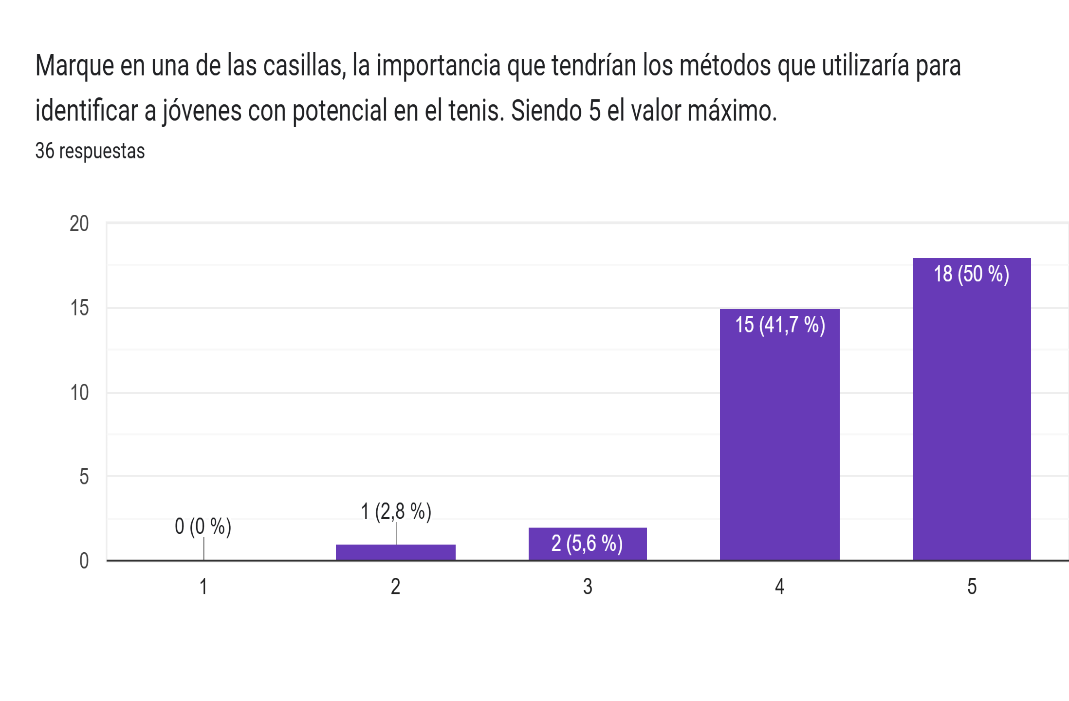 Marque en una de las casillas, la importancia que tendrían los métodos que utilizaría para
identificar a jóvenes con potencial en el tenis. Siendo 5 el valor máximo.
36 respuestas
20
15
10
5
0
0 (0 %)
1 (2,8 %)
2 (5,6 %)
15 (41,7 %)
18 (50 %)
1
2
3
4
5